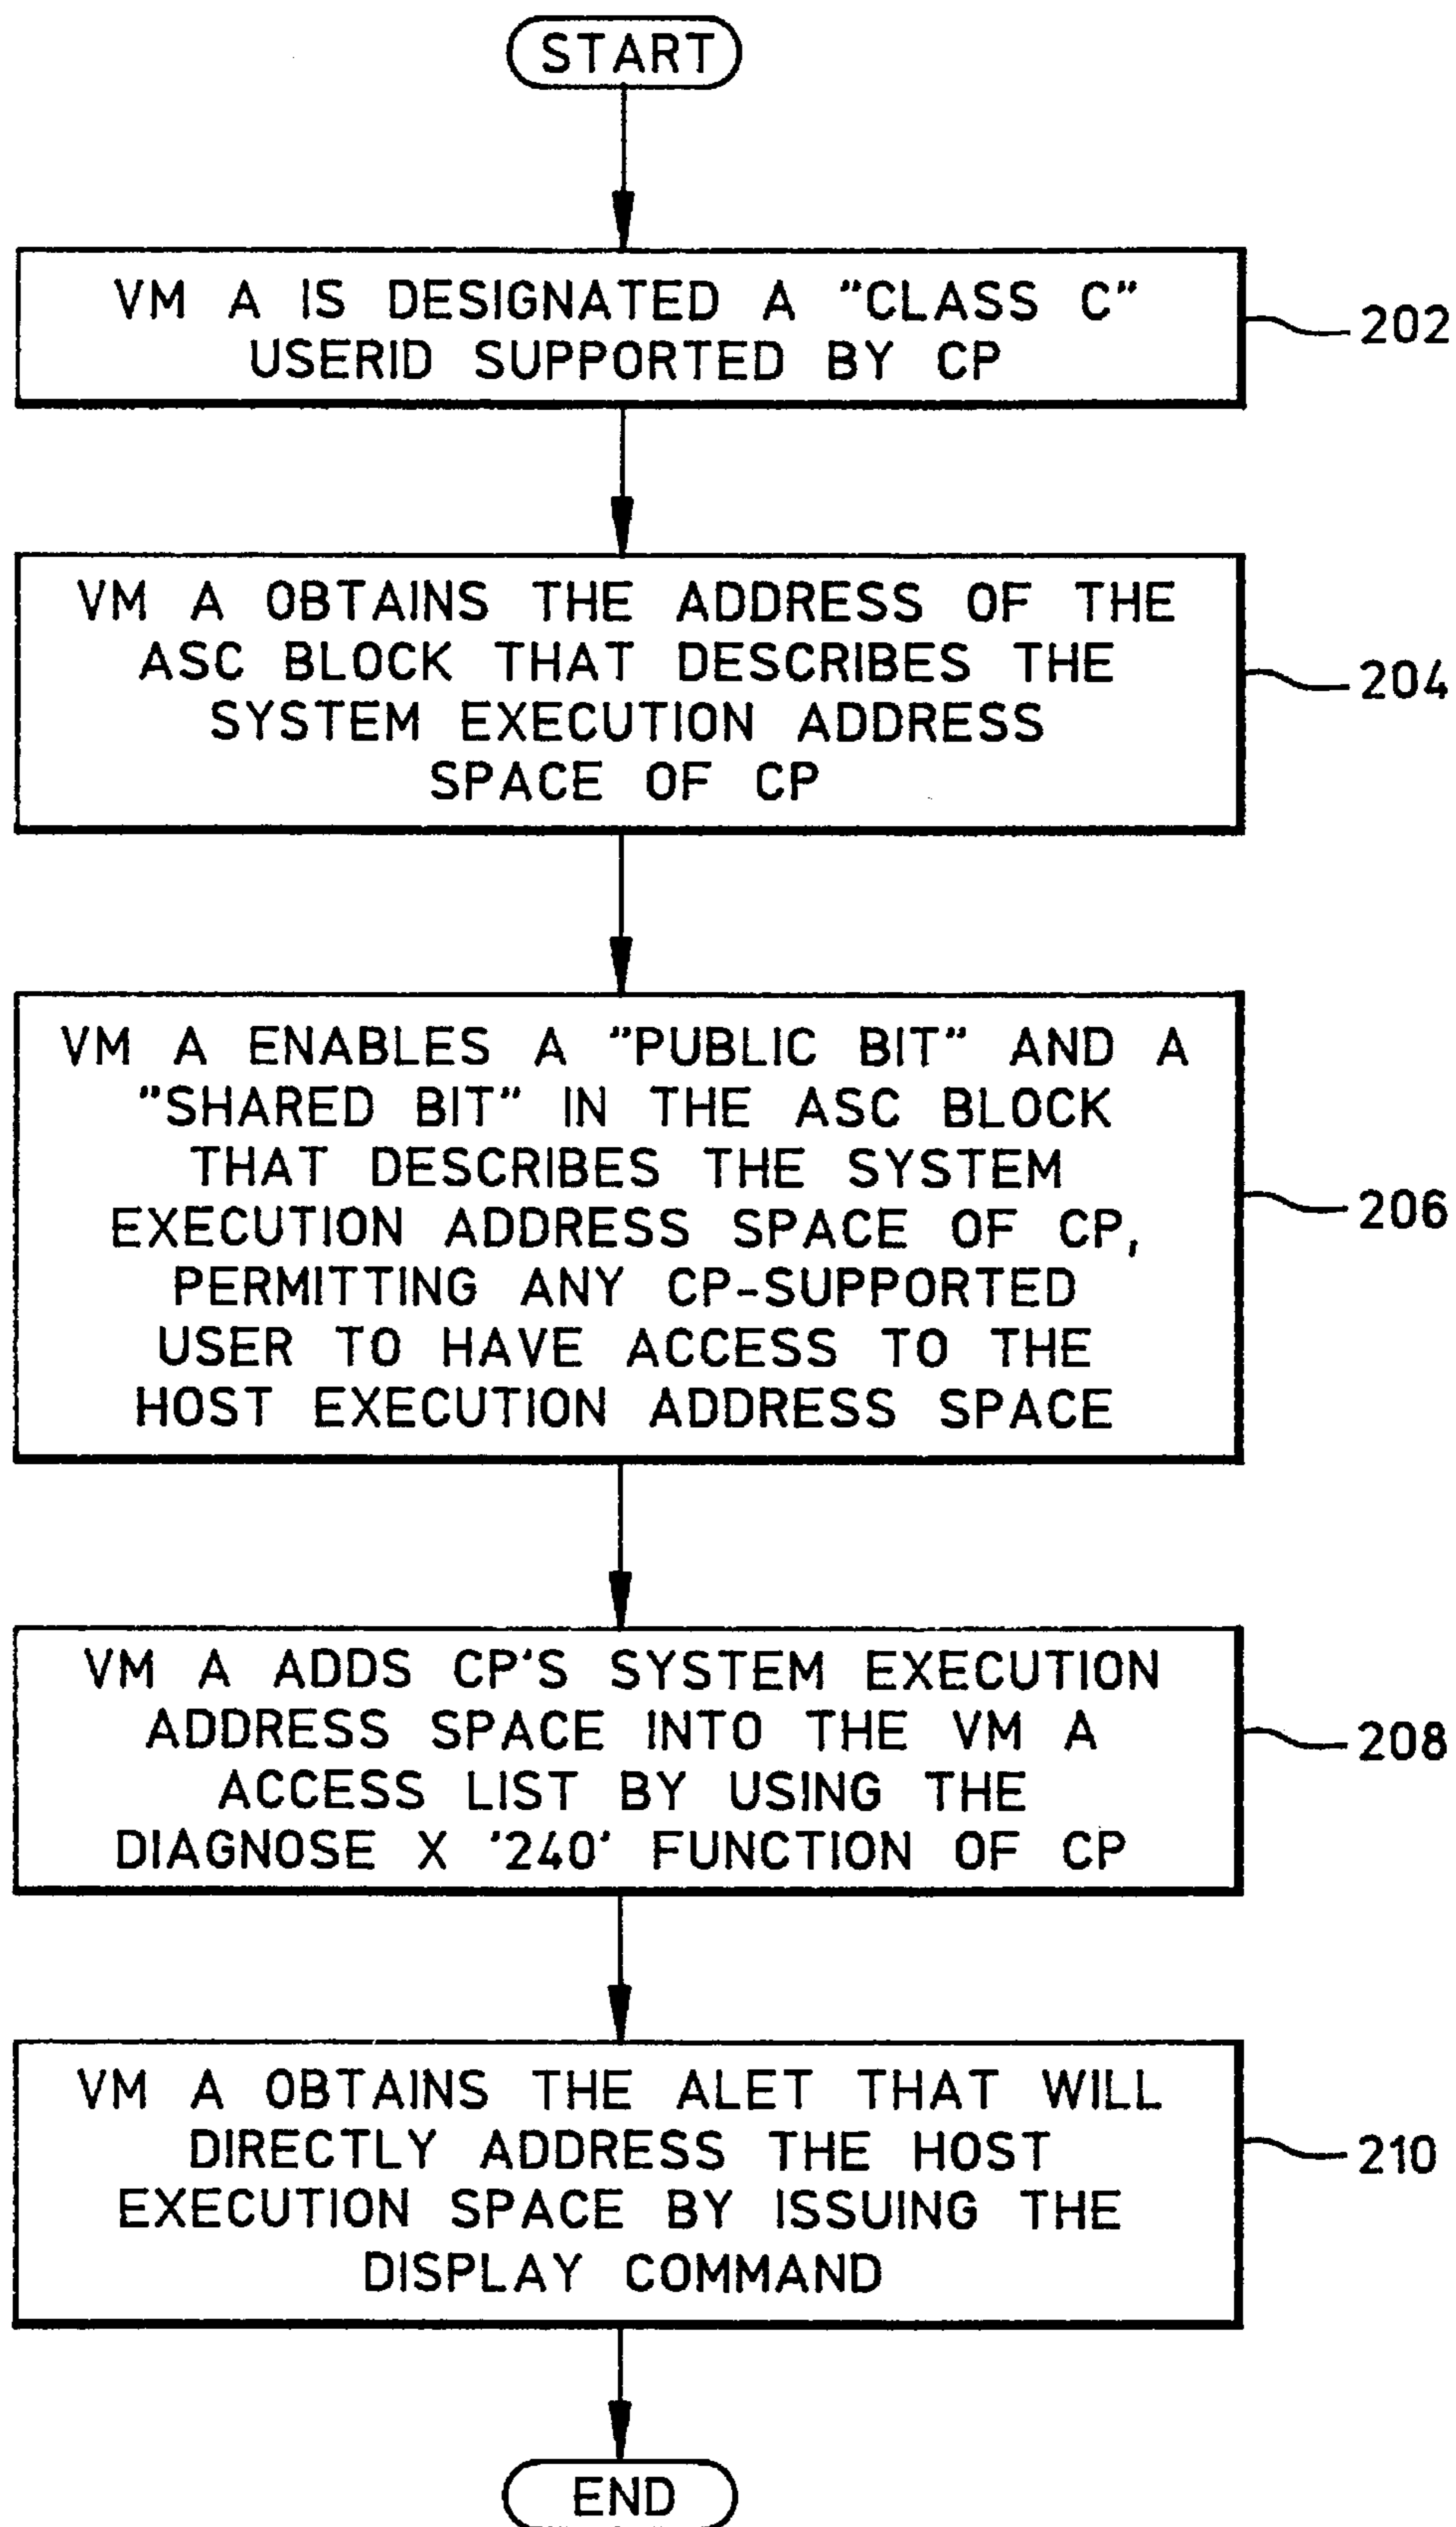 START
VM A IS DESIGNATED A "CLASS C"
USERID SUPPORTED BY CP
202
VM A OBTAINS THE ADDRESS OF THE
ASC BLOCK THAT DESCRIBES THE
SYSTEM EXECUTION ADDRESS
SPACE OF CP
204
VM A ENABLES A "PUBLIC BIT" AND A
"SHARED BIT" IN THE ASC BLOCK
THAT DESCRIBES THE SYSTEM
EXECUTION ADDRESS SPACE OF CP,
PERMITTING ANY CP-SUPPORTED
USER TO HAVE ACCESS TO THE
HOST EXECUTION ADDRESS SPACE
206
VM A ADDS CP'S SYSTEM EXECUTION
ADDRESS SPACE INTO THE VM A
ACCESS LIST BY USING THE
DIAGNOSE X '240' FUNCTION OF CP
208
VM A OBTAINS THE ALET THAT WILL
DIRECTLY ADDRESS THE HOST
EXECUTION SPACE BY ISSUING THE
DISPLAY COMMAND
210
END